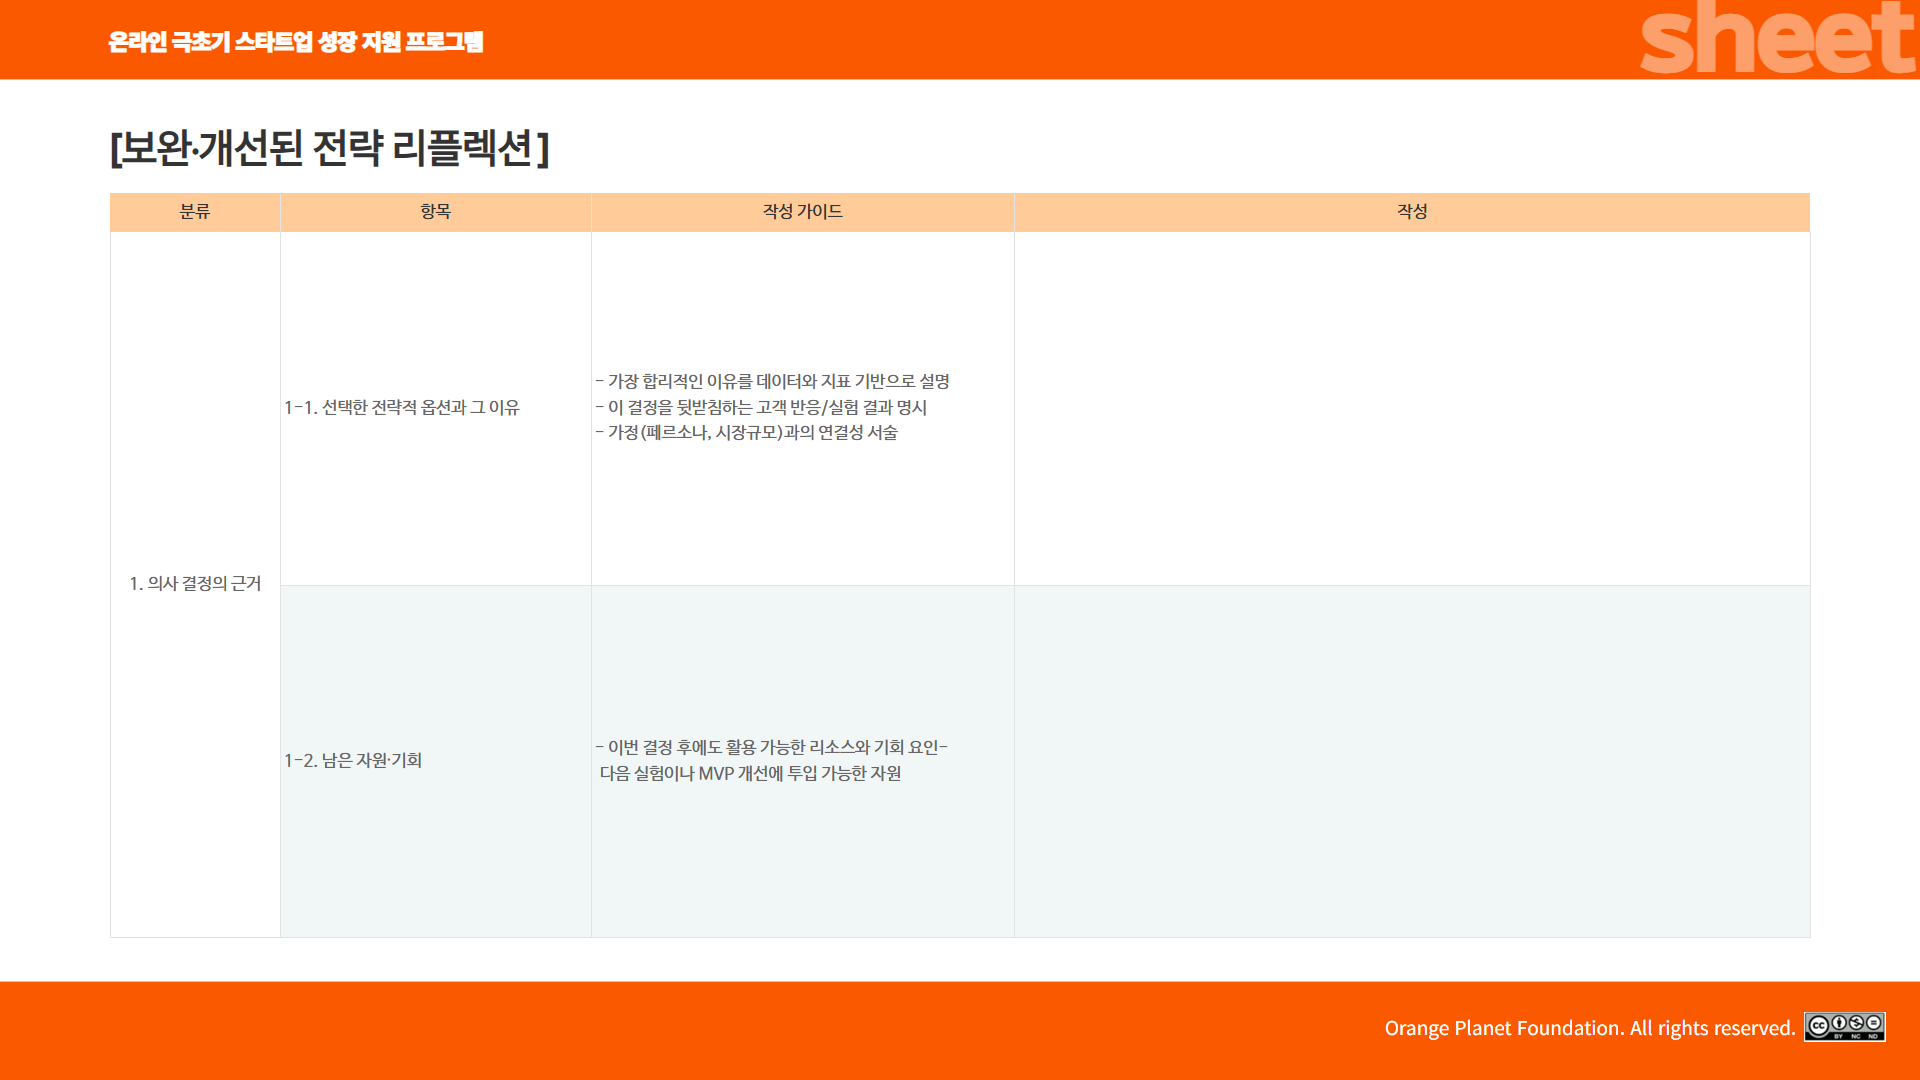 온라인 극초기 스타트업 성장 지원 프로그램
sheet
[보완·개선된 전략 리플렉션]
분류 항목 작성 가이드 작성
1. 의사 결정의 근거
1-1. 선택한 전략적 옵션과 그 이유
- 가장 합리적인 이유를 데이터와 지표 기반으로 설명
- 이 결정을 뒷받침하는 고객 반응/실험 결과 명시
- 가정(페르소나, 시장규모)과의 연결성 서술
1-2. 남은 자원·기회
- 이번 결정 후에도 활용 가능한 리소스와 기회 요인-
다음 실험이나 MVP 개선에 투입 가능한 자원
Orange Planet Foundation. All rights reserved.
cc BY NC ND